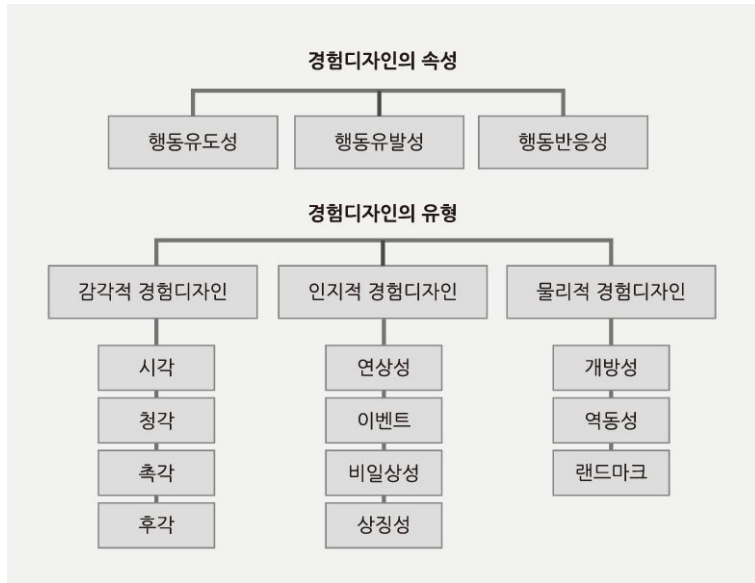 경험디자인의 속성
행동유도성 행동유발성 행동반응성
경험디자인의 유형
감각적 경험디자인 인지적 경험디자인 물리적 경험디자인
시각 연상성 개방성
청각 이벤트 역동성
촉각 비일상성 랜드마크
후각 상징성